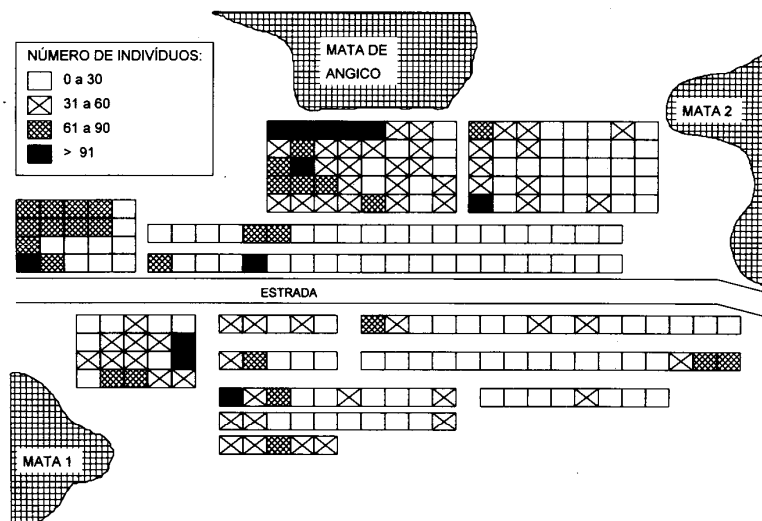 NÚMERO DE INDIVÍDUOS:
0 a 30
31 a 60
61 a 90
> 91
MATA DE
ANGICO
MATA 2
ESTRADA
MATA 1